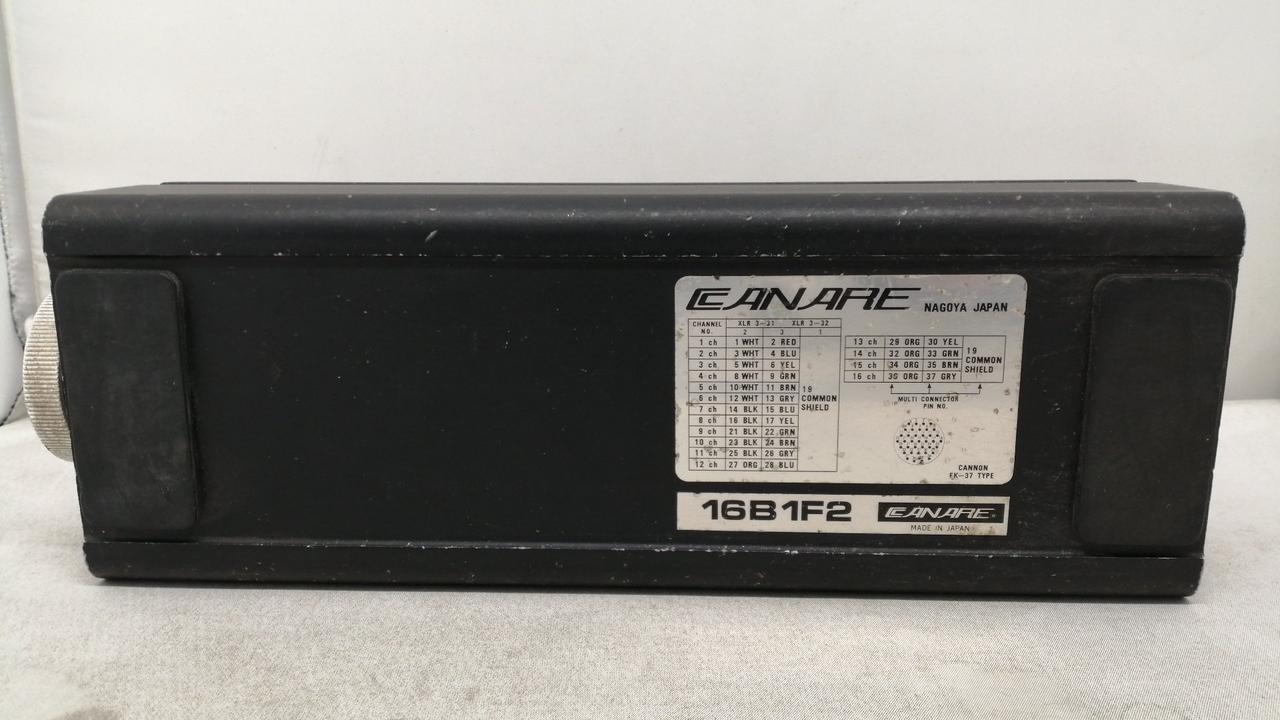 CANARE NAGOYA JAPAN
CHANNEL NO. XLR 3-31 XLR 3-32
2 3 1
1 ch 1 WHT 2 RED
2 ch 3 WHT 4 BLU
3 ch 5 WHT 6 YEL
4 ch 8 WHT 9 GRN
5 ch 10 WHT 11 BRN
6 ch 12 WHT 13 GRY
7 ch 14 BLK 15 BLU
8 ch 16 BLK 17 YEL
9 ch 21 BLK 22 GRN
10 ch 23 BLK 24 BRN
11 ch 25 BLK 26 GRY
12 ch 27 ORG 28 BLU
19 COMMON SHIELD
13 ch 29 ORG 30 YEL
14 ch 32 ORG 33 GRN
15 ch 34 ORG 35 BRN
16 ch 36 ORG 37 GRY
19 COMMON SHIELD
MULTI CONNECTOR
PIN NO.
CANNON
FK-37 TYPE
16B1F2 CANARE
MADE IN JAPAN